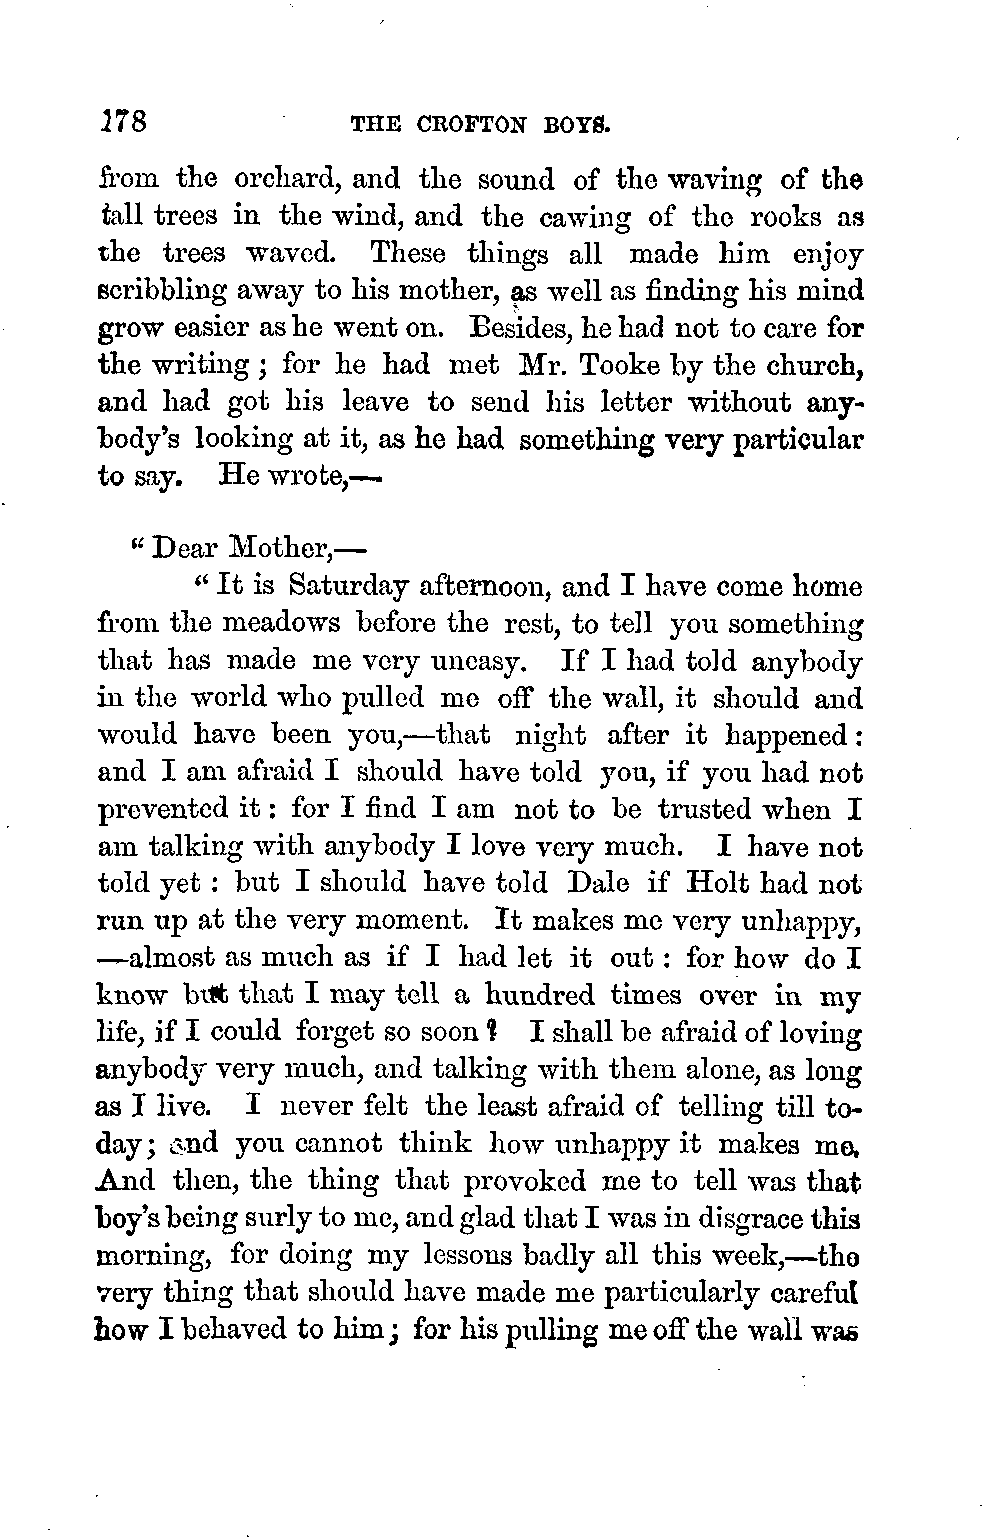 178 THE CROFTON BOYS.
from the orchard, and the sound of the waving of the
tall trees in the wind, and the cawing of the rooks as
the trees waved. These things all made him enjoy
scribbling away to his mother, as well as finding his mind
grow easier as he went on. Besides, he had not to care for
the writing; for he had met Mr. Tooke by the church,
and had got his leave to send his letter without any-
body's looking at it, as he had something very particular
to say. He wrote,—
“Dear Mother,—
“It is Saturday afternoon, and I have come home
from the meadows before the rest, to tell you something
that has made me very uneasy. If I had told anybody
in the world who pulled me off the wall, it should and
would have been you,—that night after it happened:
and I am afraid I should have told you, if you had not
prevented it: for I find I am not to be trusted when I
am talking with anybody I love very much. I have not
told yet: but I should have told Dale if Holt had not
run up at the very moment. It makes me very unhappy,
—almost as much as if I had let it out: for how do I
know but that I may tell a hundred times over in my
life, if I could forget so soon? I shall be afraid of loving
anybody very much, and talking with them alone, as long
as I live. I never felt the least afraid of telling till to-
day; and you cannot think how unhappy it makes me.
And then, the thing that provoked me to tell was that
boy's being surly to me, and glad that I was in disgrace this
morning, for doing my lessons badly all this week,—the
very thing that should have made me particularly careful
how I behaved to him; for his pulling me off the wall was